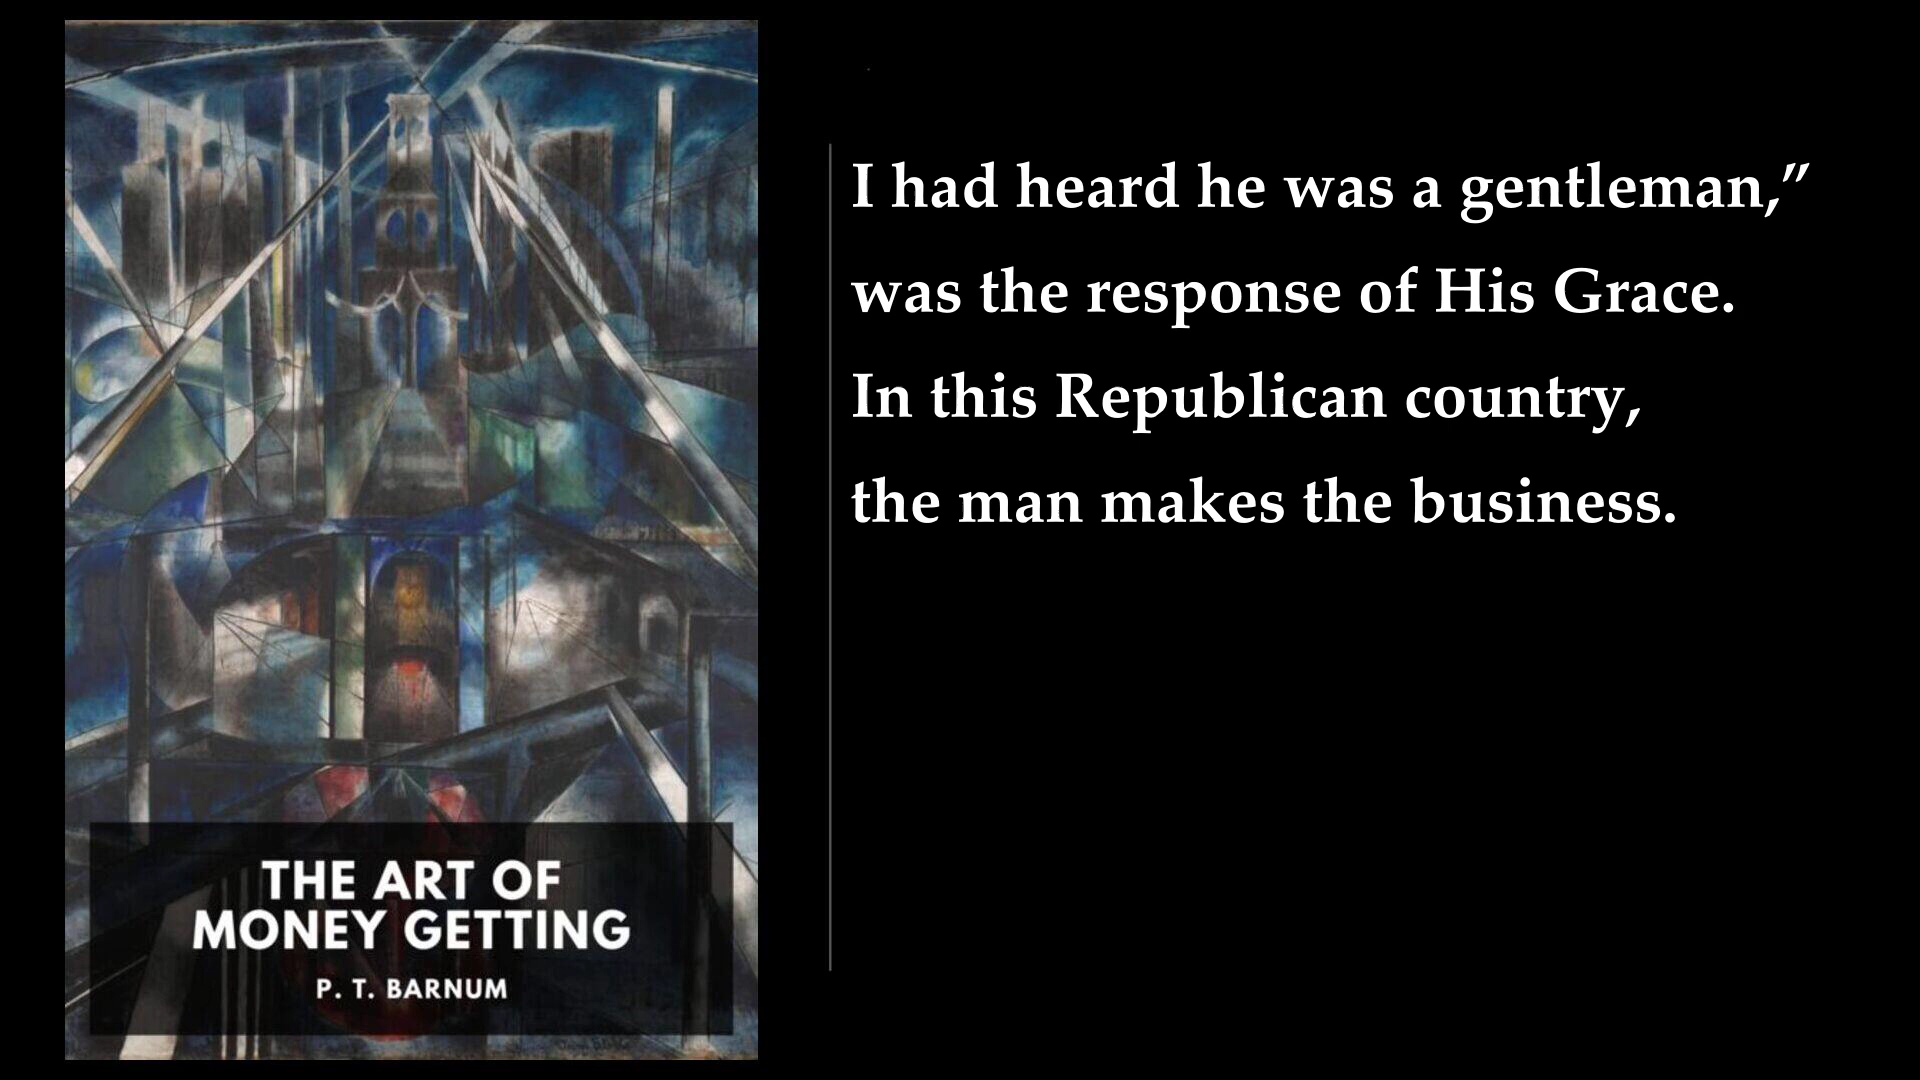 I had heard he was a gentleman,”
was the response of His Grace.
In this Republican country,
the man makes the business.
THE ART OF
MONEY GETTING
P. T. BARNUM